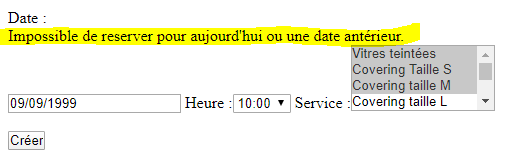 Date :
Impossible de reserver pour aujourd'hui ou une date antérieur.
Vitres teintées
Covering Taille S
Covering taille M
09/09/1999 Heure : 10:00 Service : Covering taille L
Créer